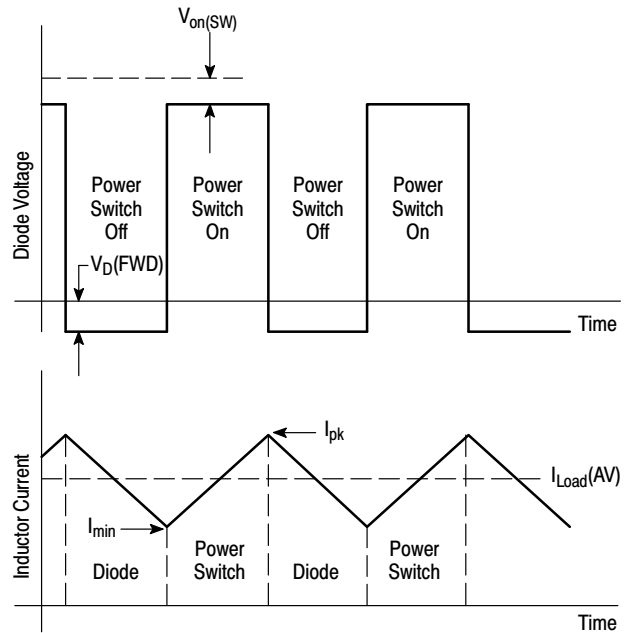 Von(SW)
Diode Voltage
Power
Switch
Off
Power
Switch
On
Power
Switch
Off
Power
Switch
On
VD(FWD)
Time
Inductor Current
Ipk
ILoad(AV)
Imin
Diode
Power
Switch
Diode
Power
Switch
Time